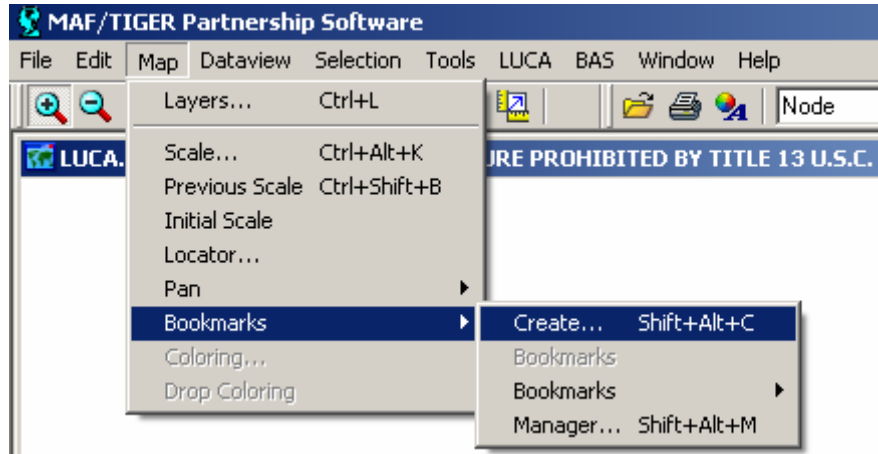 MAF/TIGER Partnership Software
File Edit Map Dataview Selection Tools LUCA BAS Window Help
Node
LUCA.
URE PROHIBITED BY TITLE 13 U.S.C.
Layers... Ctrl+L
Scale... Ctrl+Alt+K
Previous Scale Ctrl+Shift+B
Initial Scale
Locator...
Pan
Bookmarks
Coloring...
Drop Coloring
Create... Shift+Alt+C
Bookmarks
Bookmarks
Manager... Shift+Alt+M